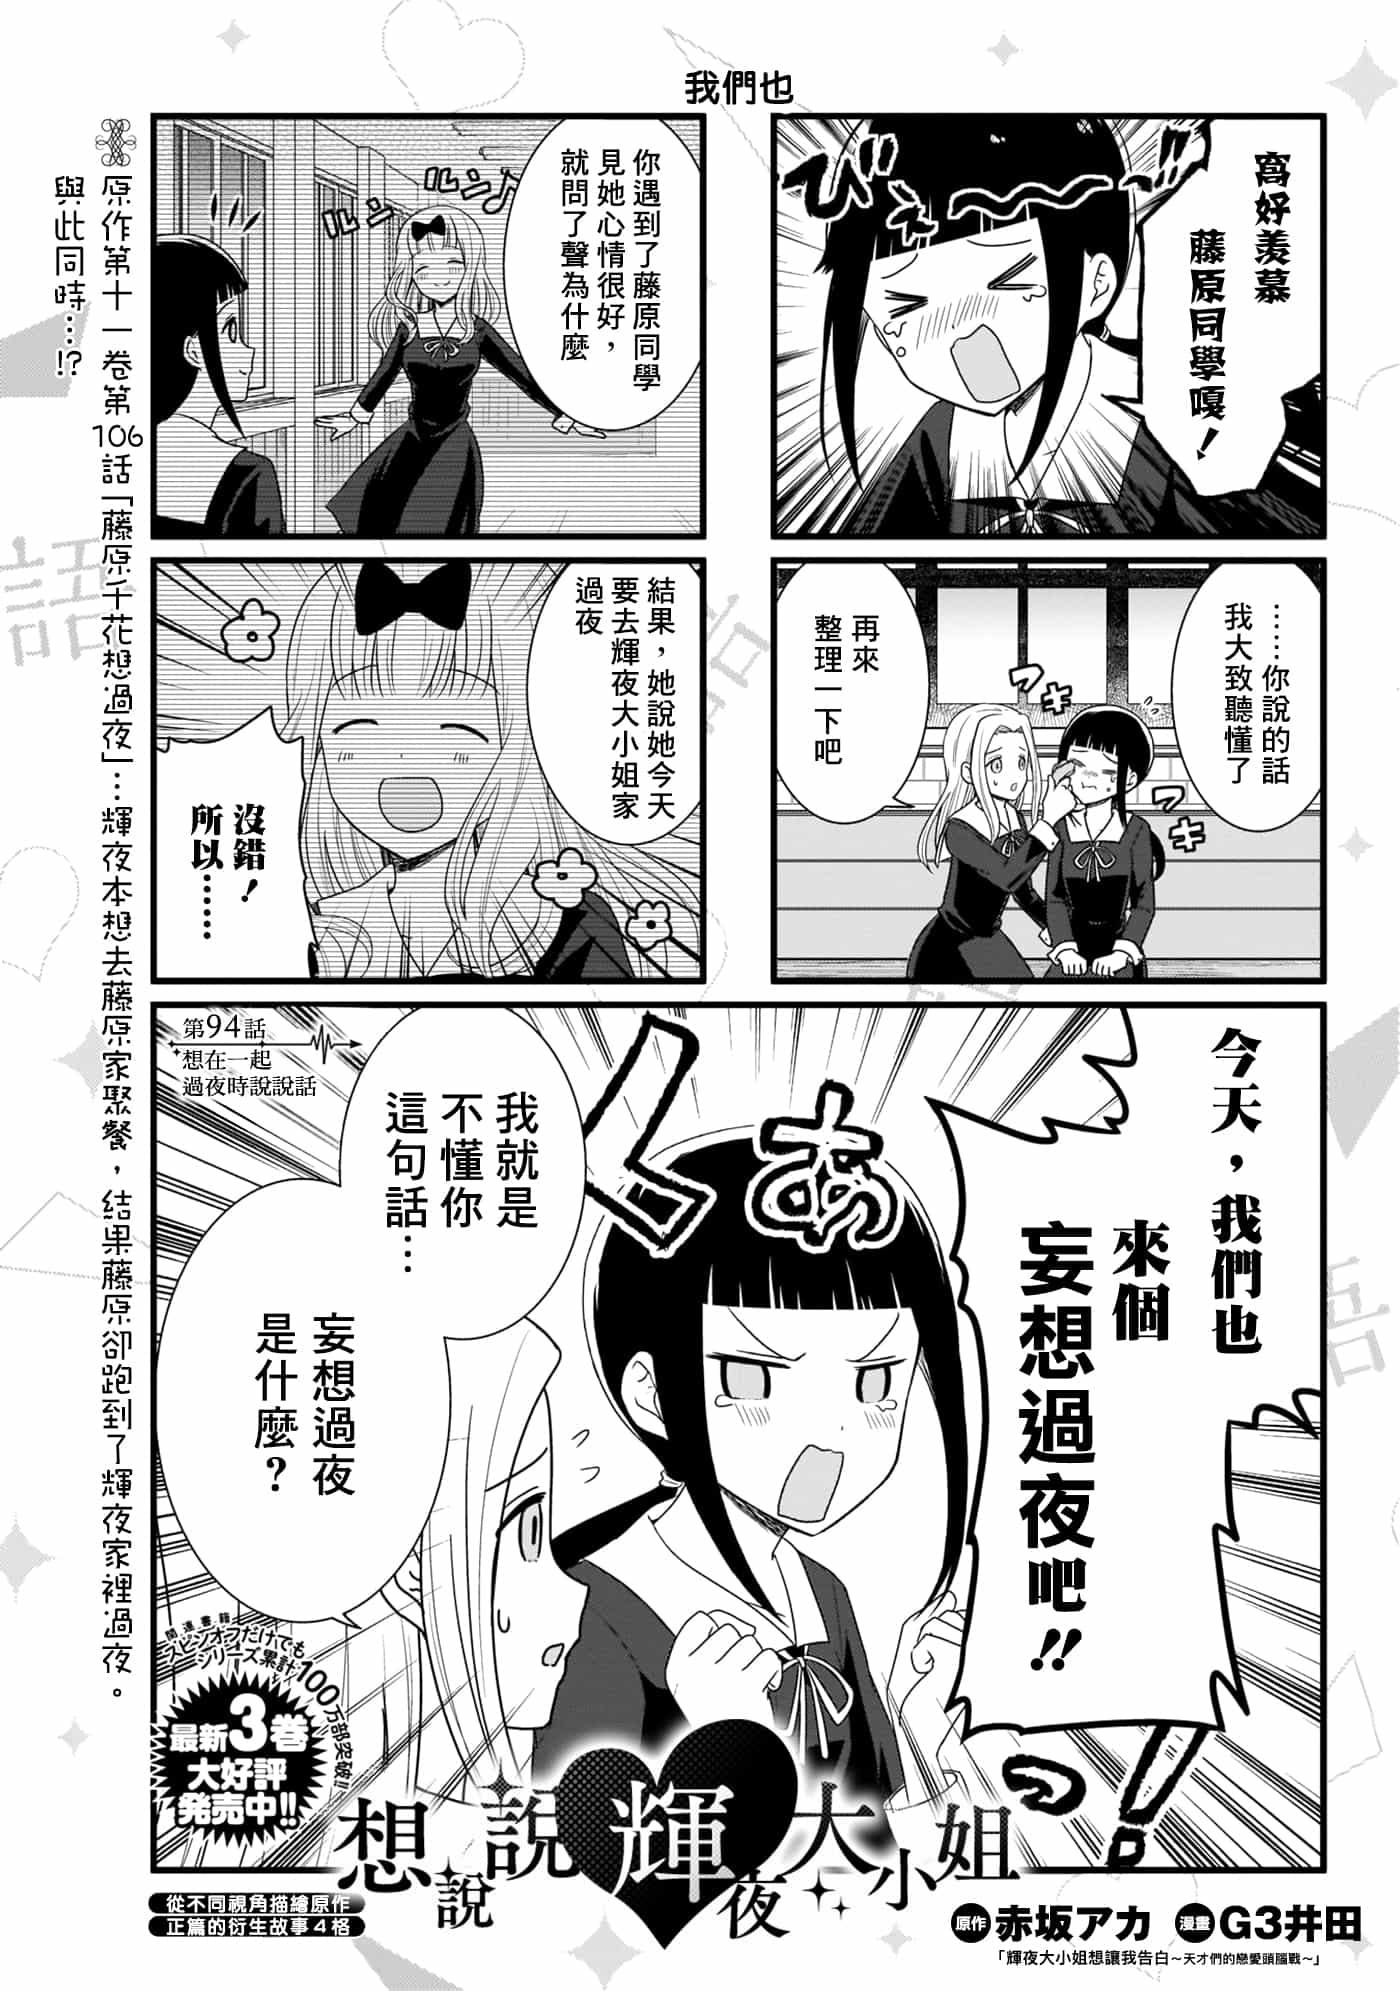 我們也
びぇ〜〜
窩好羨慕
藤原同學嘎！
……你說的話
我大致聽懂了
再來
整理一下吧
フキ
フキ
你遇到了藤原同學
見她心情很好，
就問了聲為什麼
ルン♪
ルン
ルン
結果，她說她今天
要去輝夜大小姐家
過夜
沒錯！
所以……
今天，我們也
來個
妄想過夜吧！！
しぁ
っ！
我就是
不懂你
這句話…
妄想過夜
是什麼？
第94話
想在一起
過夜時說說話
原作第十一卷第106話「藤原千花想過夜」…輝夜本想去藤原家聚餐，結果藤原卻跑到了輝夜家裡過夜。
與此同時…!?
関連書籍
スピンオフだけでも
シリーズ累計100万部突破!!
最新3巻
大好評
発売中!!
想說說輝夜大小姐
從不同視角描繪原作
正篇的衍生故事4格
原作 赤坂アカ 漫畫 G3井田
「輝夜大小姐想讓我告白～天才們的戀愛頭腦戰～」